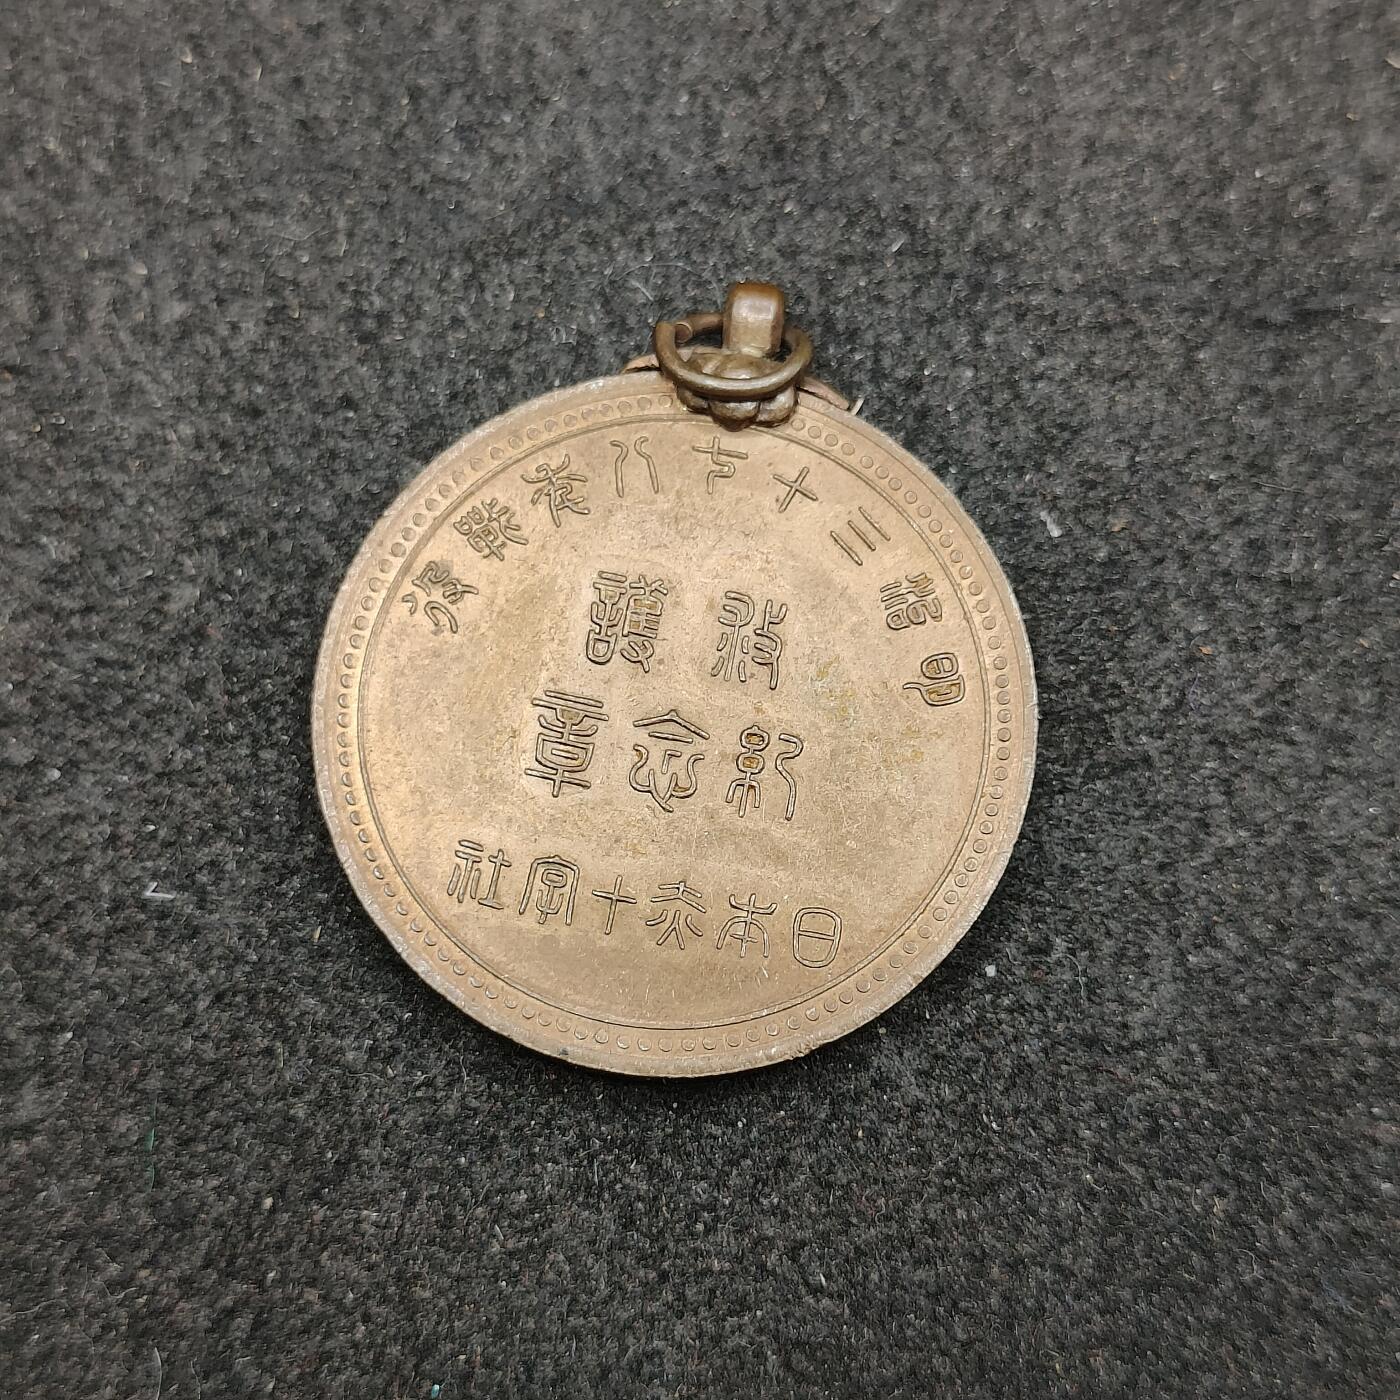 明治三十七八年戰役
救護
紀念章
日本赤十字社